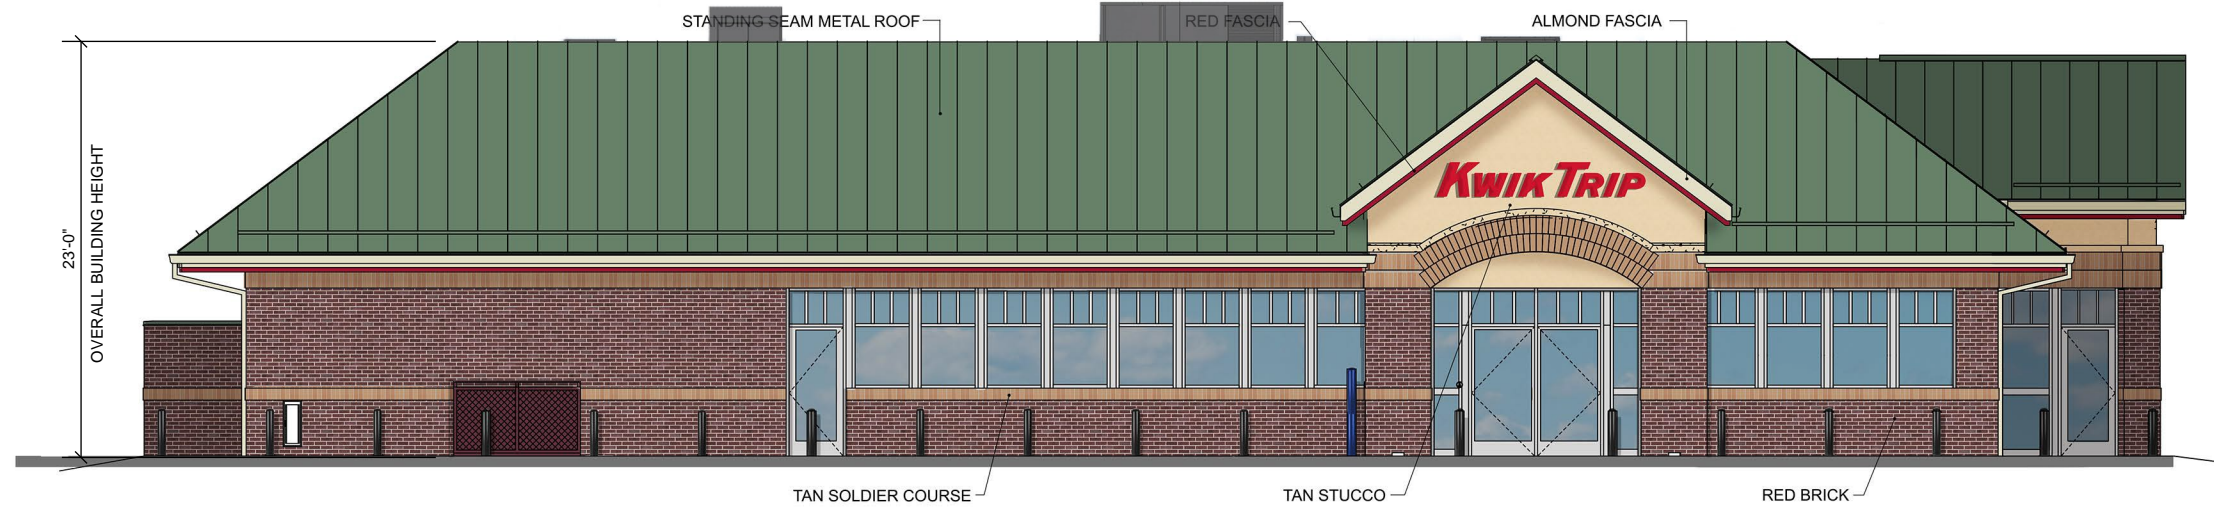 STANDING SEAM METAL ROOF
RED FASCIA
ALMOND FASCIA
23'-0"
OVERALL BUILDING HEIGHT
KWIK TRIP
TAN SOLDIER COURSE
TAN STUCCO
RED BRICK